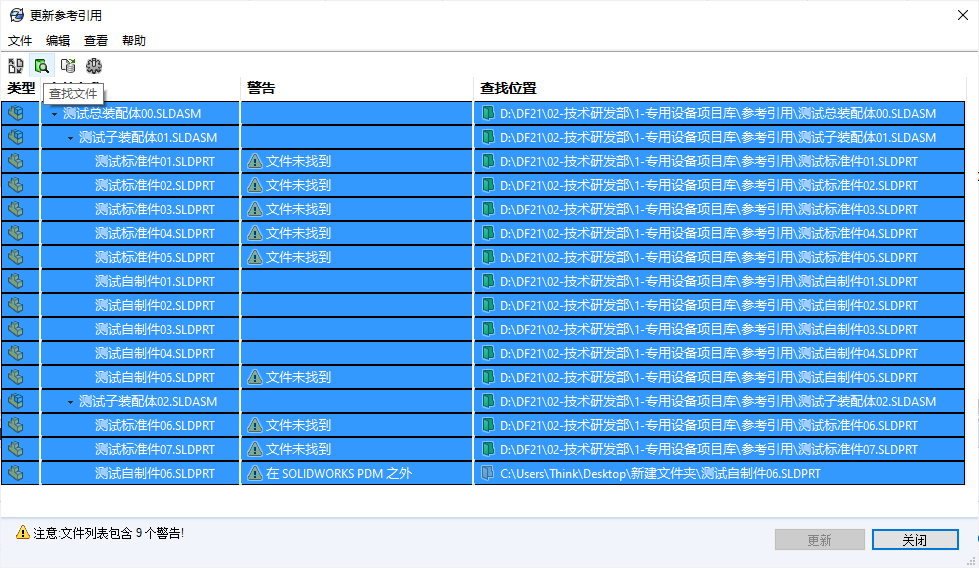 更新参考引用
文件 编辑 查看 帮助
类型 警告 查找位置
查找文件
测试总装配体00.SLDASM D:\DF21\02-技术研发部\1-专用设备项目库\参考引用\测试总装配体00.SLDASM
测试子装配体01.SLDASM D:\DF21\02-技术研发部\1-专用设备项目库\参考引用\测试子装配体01.SLDASM
测试标准件01.SLDPRT 文件未找到 D:\DF21\02-技术研发部\1-专用设备项目库\参考引用\测试标准件01.SLDPRT
测试标准件02.SLDPRT 文件未找到 D:\DF21\02-技术研发部\1-专用设备项目库\参考引用\测试标准件02.SLDPRT
测试标准件03.SLDPRT 文件未找到 D:\DF21\02-技术研发部\1-专用设备项目库\参考引用\测试标准件03.SLDPRT
测试标准件04.SLDPRT 文件未找到 D:\DF21\02-技术研发部\1-专用设备项目库\参考引用\测试标准件04.SLDPRT
测试标准件05.SLDPRT 文件未找到 D:\DF21\02-技术研发部\1-专用设备项目库\参考引用\测试标准件05.SLDPRT
测试自制件01.SLDPRT D:\DF21\02-技术研发部\1-专用设备项目库\参考引用\测试自制件01.SLDPRT
测试自制件02.SLDPRT D:\DF21\02-技术研发部\1-专用设备项目库\参考引用\测试自制件02.SLDPRT
测试自制件03.SLDPRT D:\DF21\02-技术研发部\1-专用设备项目库\参考引用\测试自制件03.SLDPRT
测试自制件04.SLDPRT D:\DF21\02-技术研发部\1-专用设备项目库\参考引用\测试自制件04.SLDPRT
测试自制件05.SLDPRT 文件未找到 D:\DF21\02-技术研发部\1-专用设备项目库\参考引用\测试自制件05.SLDPRT
测试子装配体02.SLDASM D:\DF21\02-技术研发部\1-专用设备项目库\参考引用\测试子装配体02.SLDASM
测试标准件06.SLDPRT 文件未找到 D:\DF21\02-技术研发部\1-专用设备项目库\参考引用\测试标准件06.SLDPRT
测试标准件07.SLDPRT 文件未找到 D:\DF21\02-技术研发部\1-专用设备项目库\参考引用\测试标准件07.SLDPRT
测试自制件06.SLDPRT 在 SOLIDWORKS PDM 之外 C:\Users\Think\Desktop\新建文件夹\测试自制件06.SLDPRT
注意:文件列表包含 9 个警告!
更新 关闭